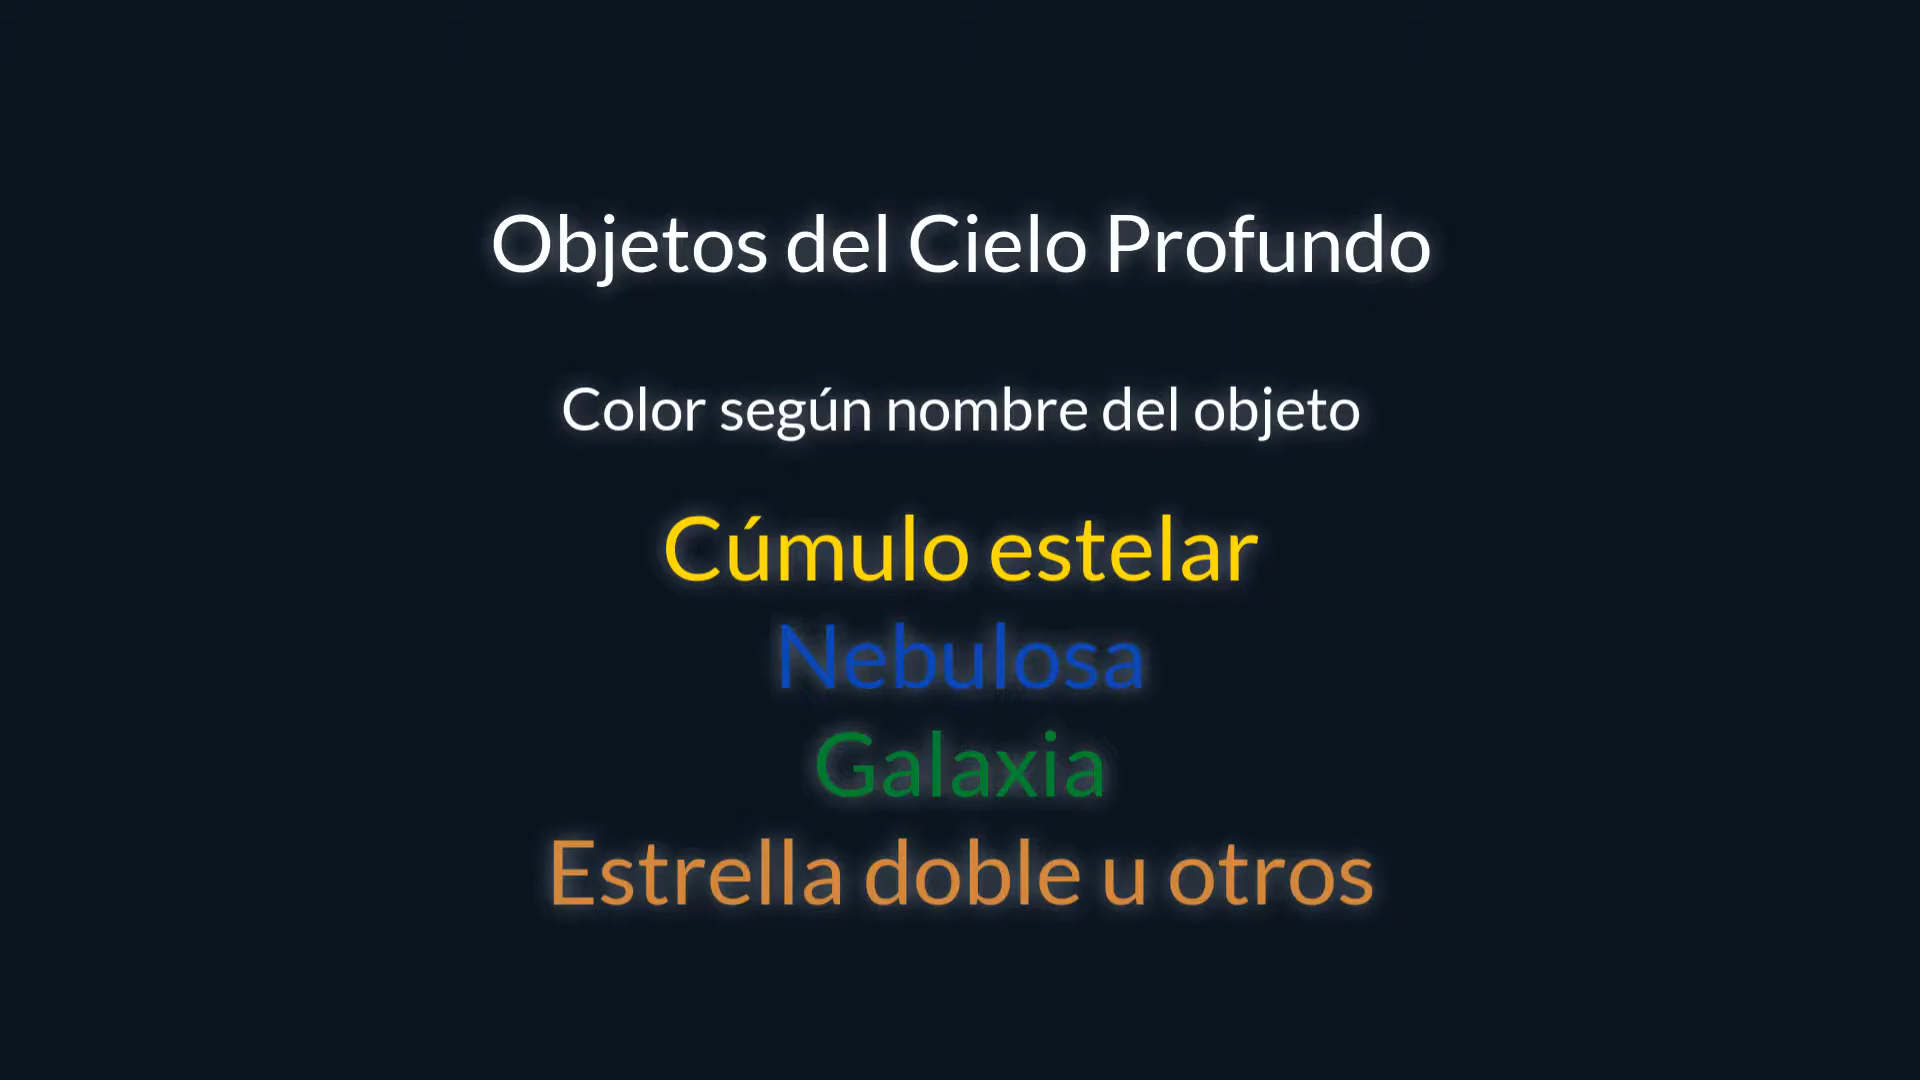 Objetos del Cielo Profundo
Color según nombre del objeto
Cúmulo estelar
Nebulosa
Galaxia
Estrella doble u otros